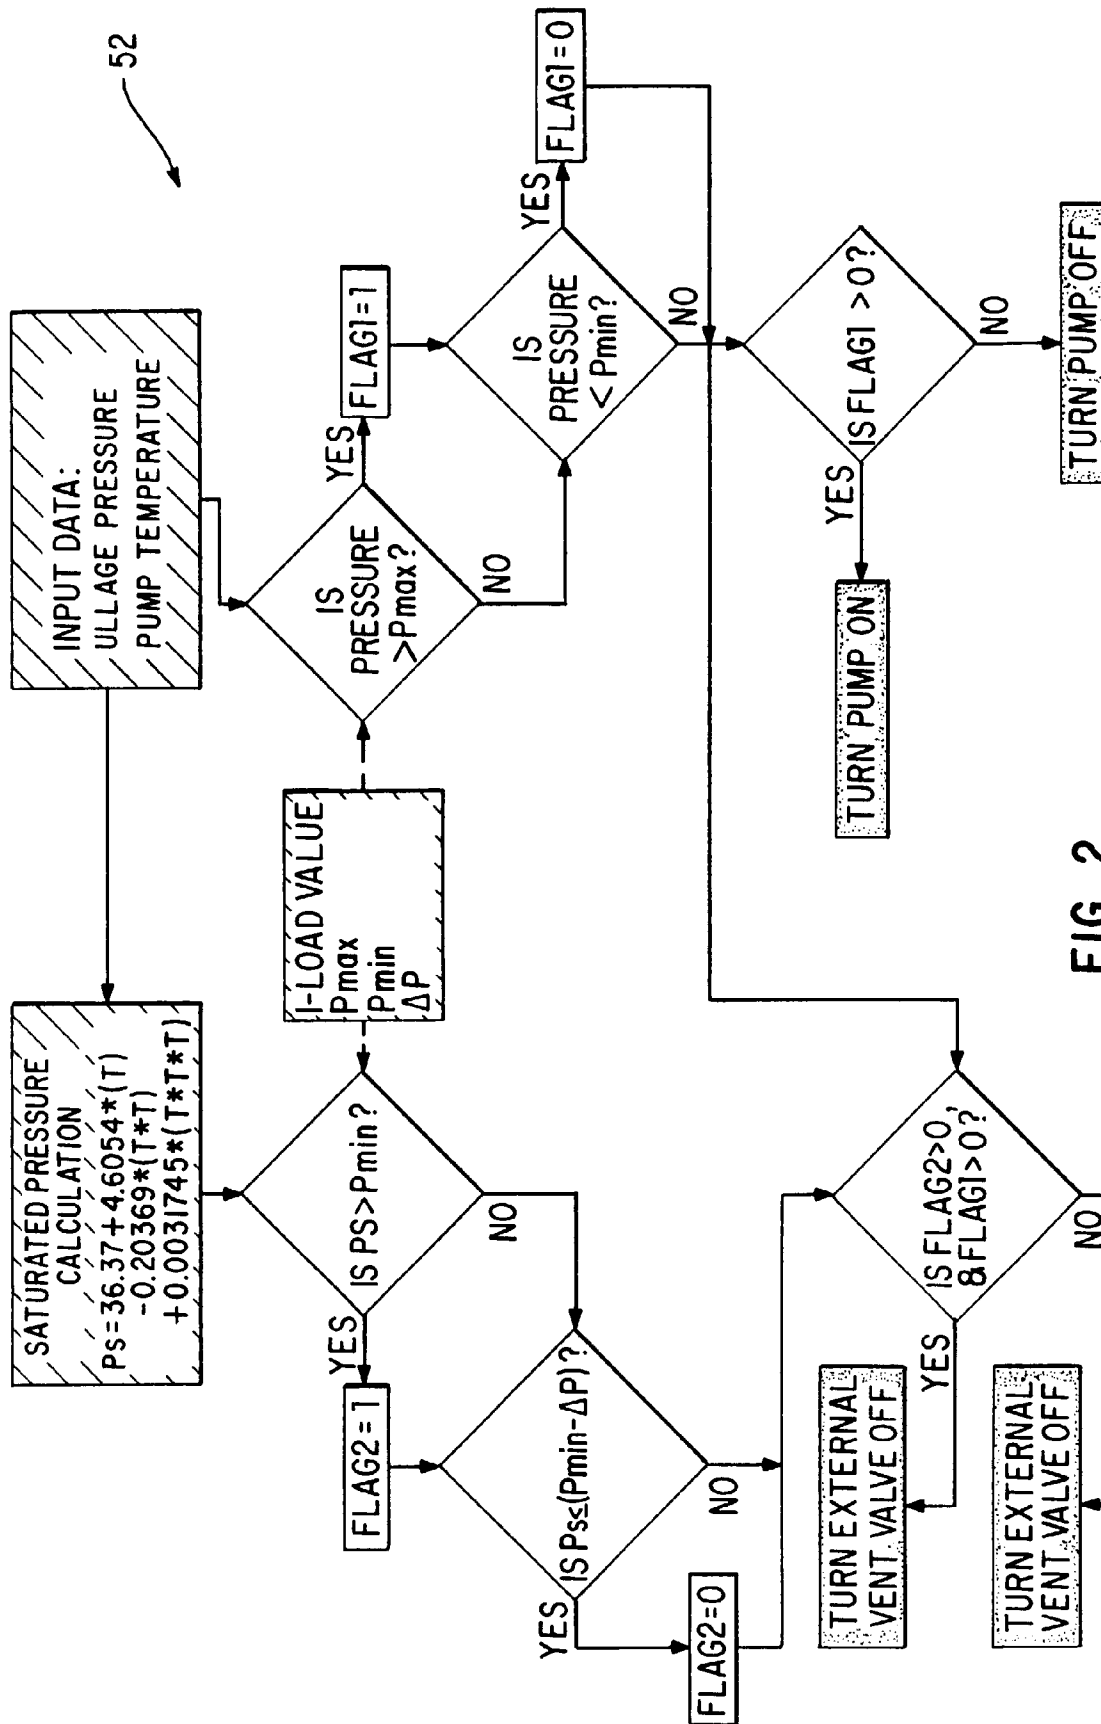 52
INPUT DATA:
ULLAGE PRESSURE
PUMP TEMPERATURE
SATURATED PRESSURE
CALCULATION
Ps=36.37+4.6054*(T)
-0.20369*(T*T)
+0.0031745*(T*T*T)
I-LOAD VALUE
Pmax
Pmin
ΔP
IS
PRESSURE
>Pmax?
YES
NO
FLAG1=1
IS
PRESSURE
< Pmin?
YES
NO
FLAG1=0
IS PS>Pmin?
YES
NO
FLAG2=1
IS Ps≤(Pmin-ΔP)?
YES
NO
FLAG2=0
IS FLAG1 >0?
YES
NO
TURN PUMP ON
TURN PUMP OFF
IS FLAG2>0,
& FLAG1>0?
YES
NO
TURN EXTERNAL
VENT VALVE OFF
TURN EXTERNAL
VENT VALVE OFF
FIG 2